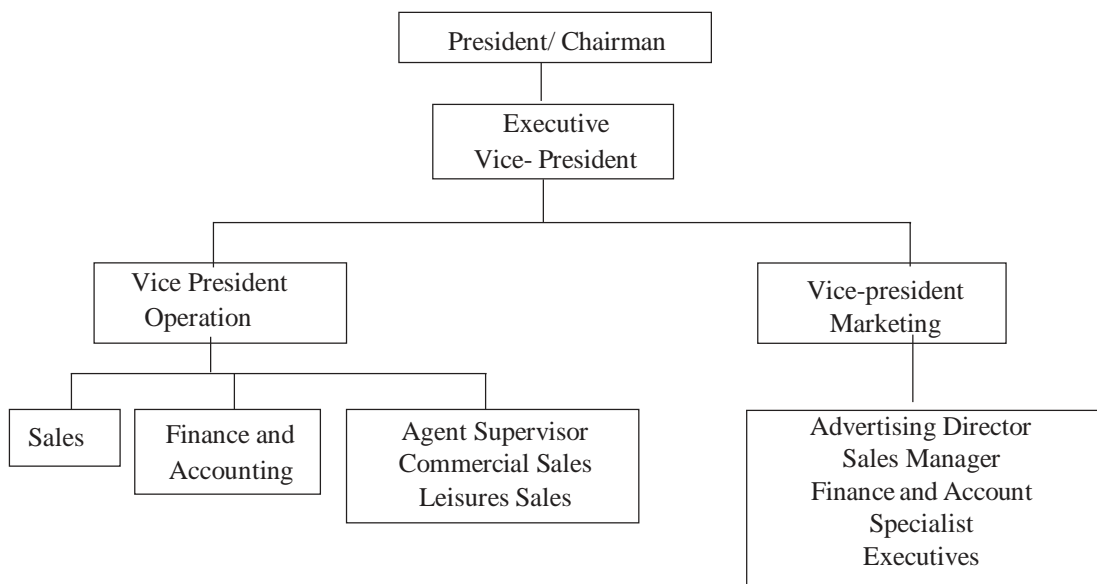 President/ Chairman
Executive
Vice- President
Vice President
Operation
Vice-president
Marketing
Sales
Finance and
Accounting
Agent Supervisor
Commercial Sales
Leisures Sales
Advertising Director
Sales Manager
Finance and Account
Specialist
Executives